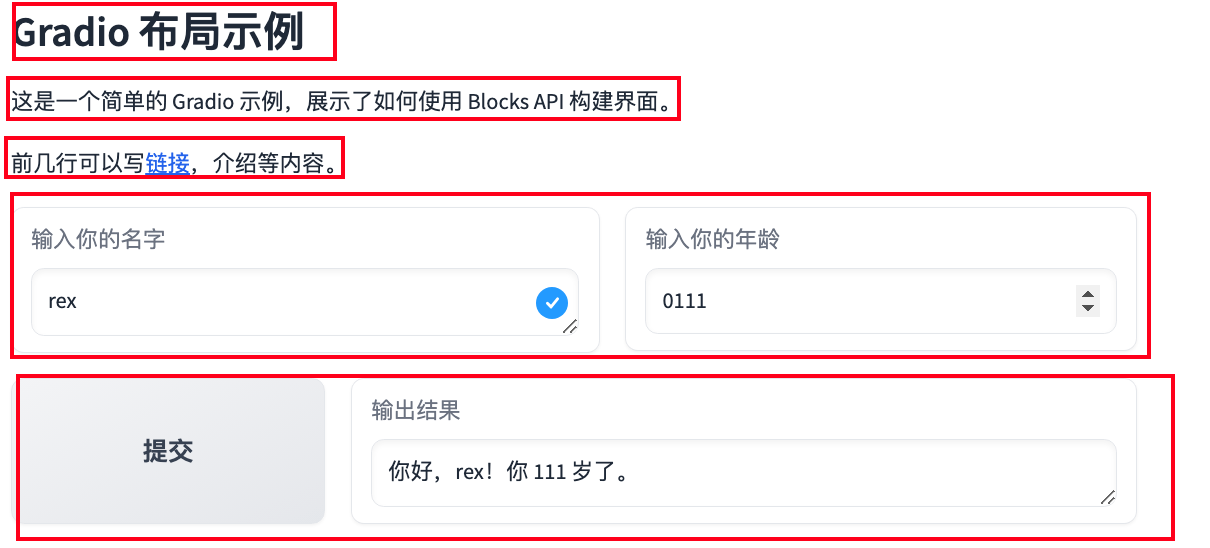 Gradio 布局示例
这是一个简单的 Gradio 示例，展示了如何使用 Blocks API 构建界面。
前几行可以写链接，介绍等内容。
输入你的名字
rex
输入你的年龄
0111
提交
输出结果
你好，rex！你 111 岁了。